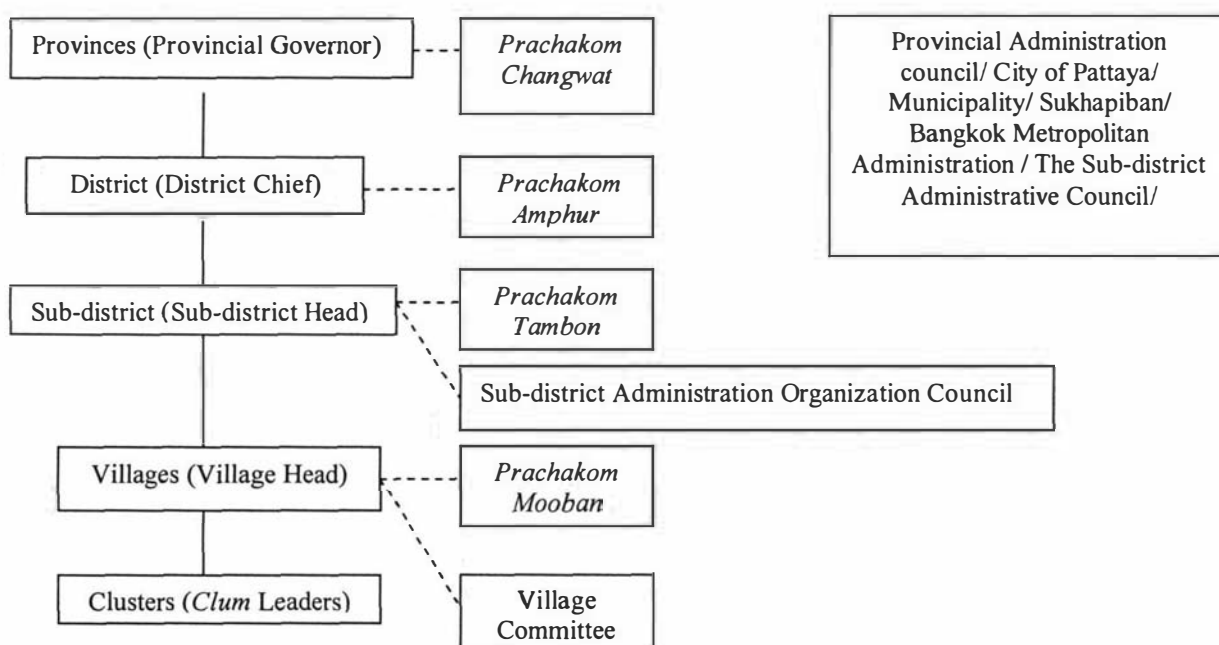 Provinces (Provincial Governor)
Prachakom
Changwat
Provincial Administration
council/ City of Pattaya/
Municipality/ Sukhapiban/
Bangkok Metropolitan
Administration / The Sub-district
Administrative Council/
District (District Chief)
Prachakom
Amphur
Sub-district (Sub-district Head)
Prachakom
Tambon
Sub-district Administration Organization Council
Villages (Village Head)
Prachakom
Mooban
Clusters (Clum Leaders)
Village
Committee